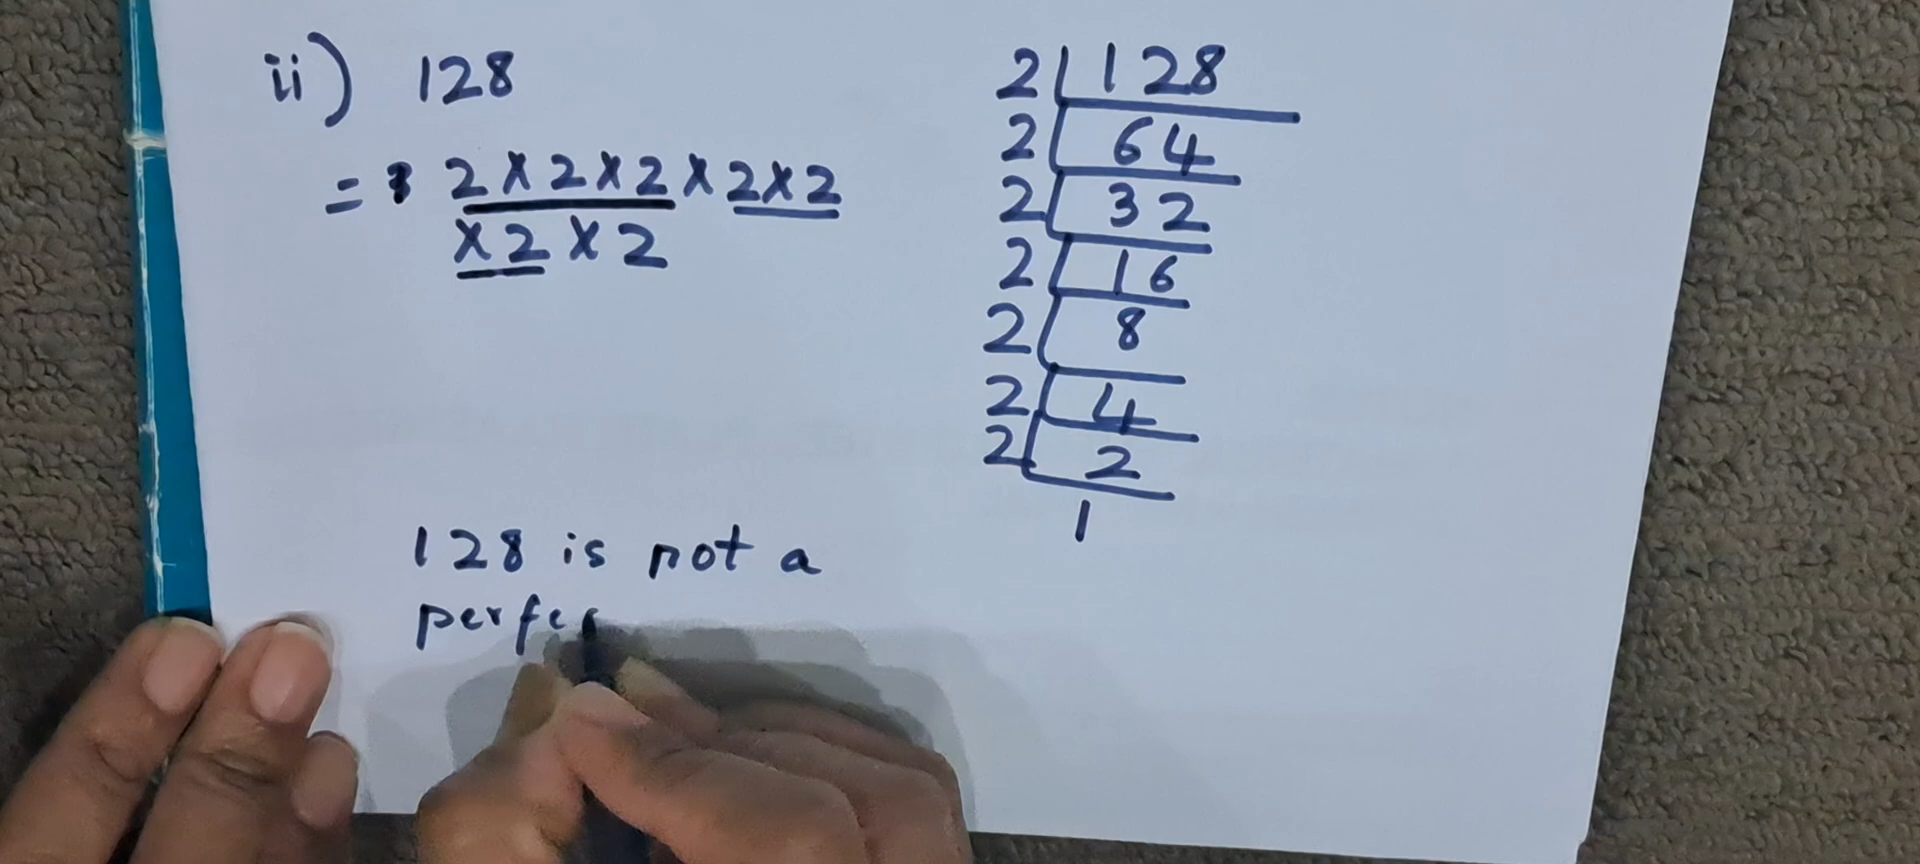 ii) 128
= 2 × 2 × 2 × 2 × 2
× 2 × 2
128 is not a
perfec
2 | 128
2 | 64
2 | 32
2 | 16
2 | 8
2 | 4
2 | 2
1